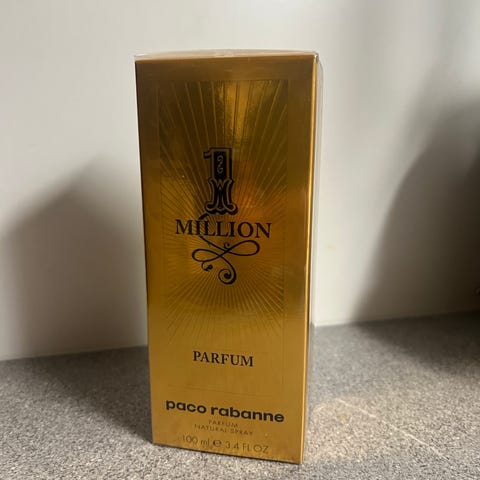 1
MILLION
PARFUM
paco rabanne
PARFUM
NATURAL SPRAY
100 ml ℮ 3.4 FL OZ